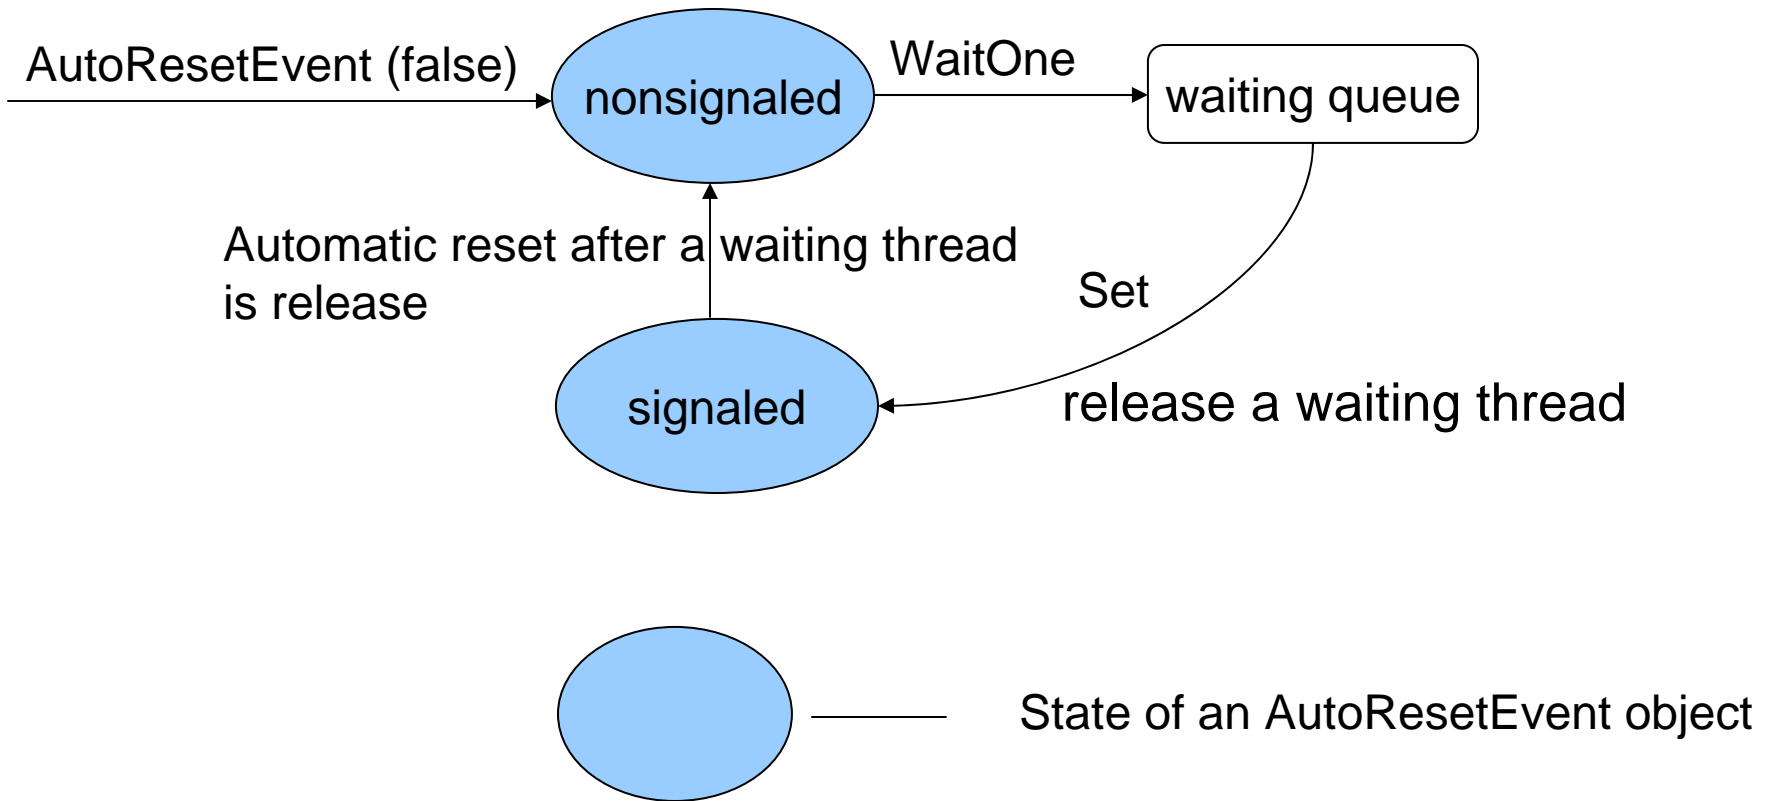 AutoResetEvent (false)
nonsignaled
WaitOne
waiting queue
Automatic reset after a waiting thread
is release
Set
signaled
release a waiting thread
State of an AutoResetEvent object